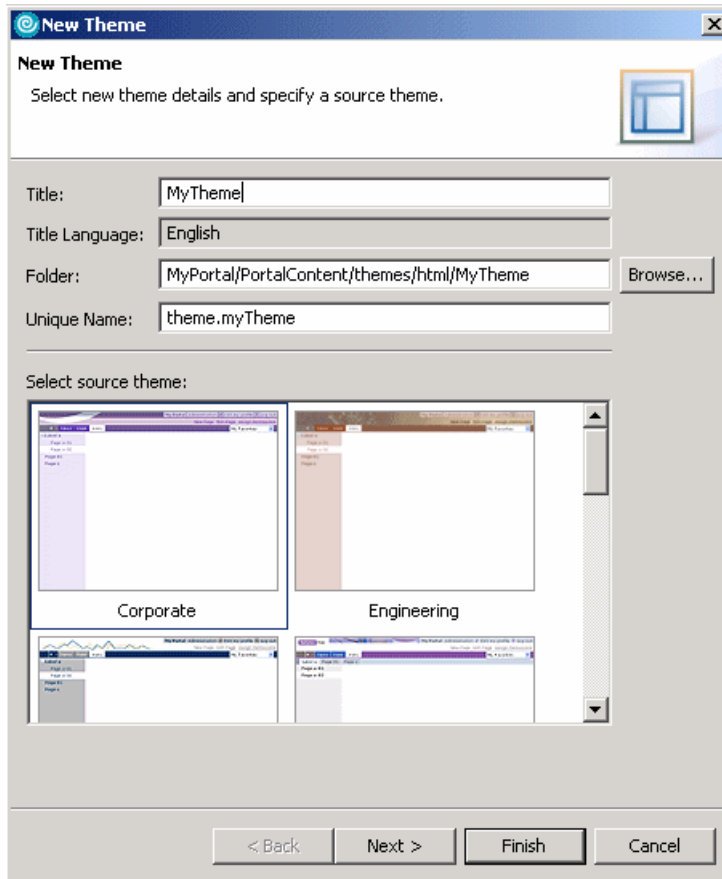 New Theme
New Theme
Select new theme details and specify a source theme.
Title: MyTheme
Title Language: English
Folder: MyPortal/PortalContent/themes/html/MyTheme Browse...
Unique Name: theme.myTheme
Select source theme:
Corporate Engineering
< Back Next > Finish Cancel